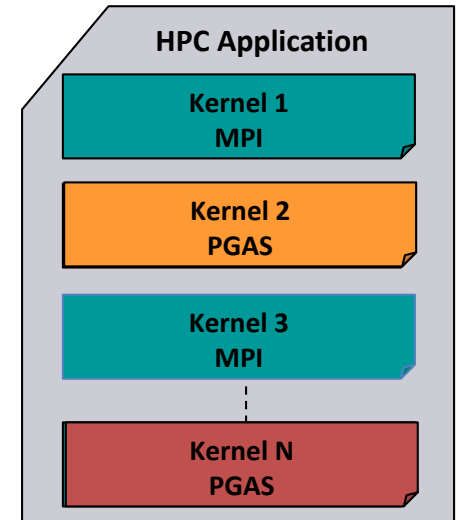 HPC Application
Kernel 1
MPI
Kernel 2
PGAS
Kernel 3
MPI
Kernel N
PGAS